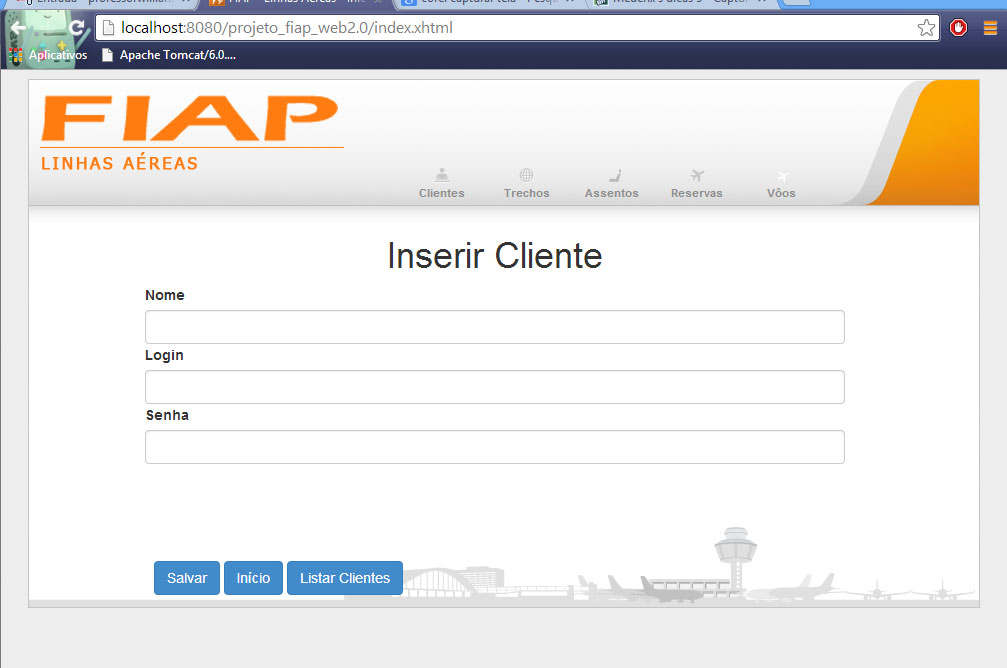 localhost:8080/projeto_fiap_web2.0/index.xhtml
Aplicativos Apache Tomcat/6.0....
FIAP
LINHAS AÉREAS
Clientes Trechos Assentos Reservas Vôos
Inserir Cliente
Nome
Login
Senha
Salvar Início Listar Clientes